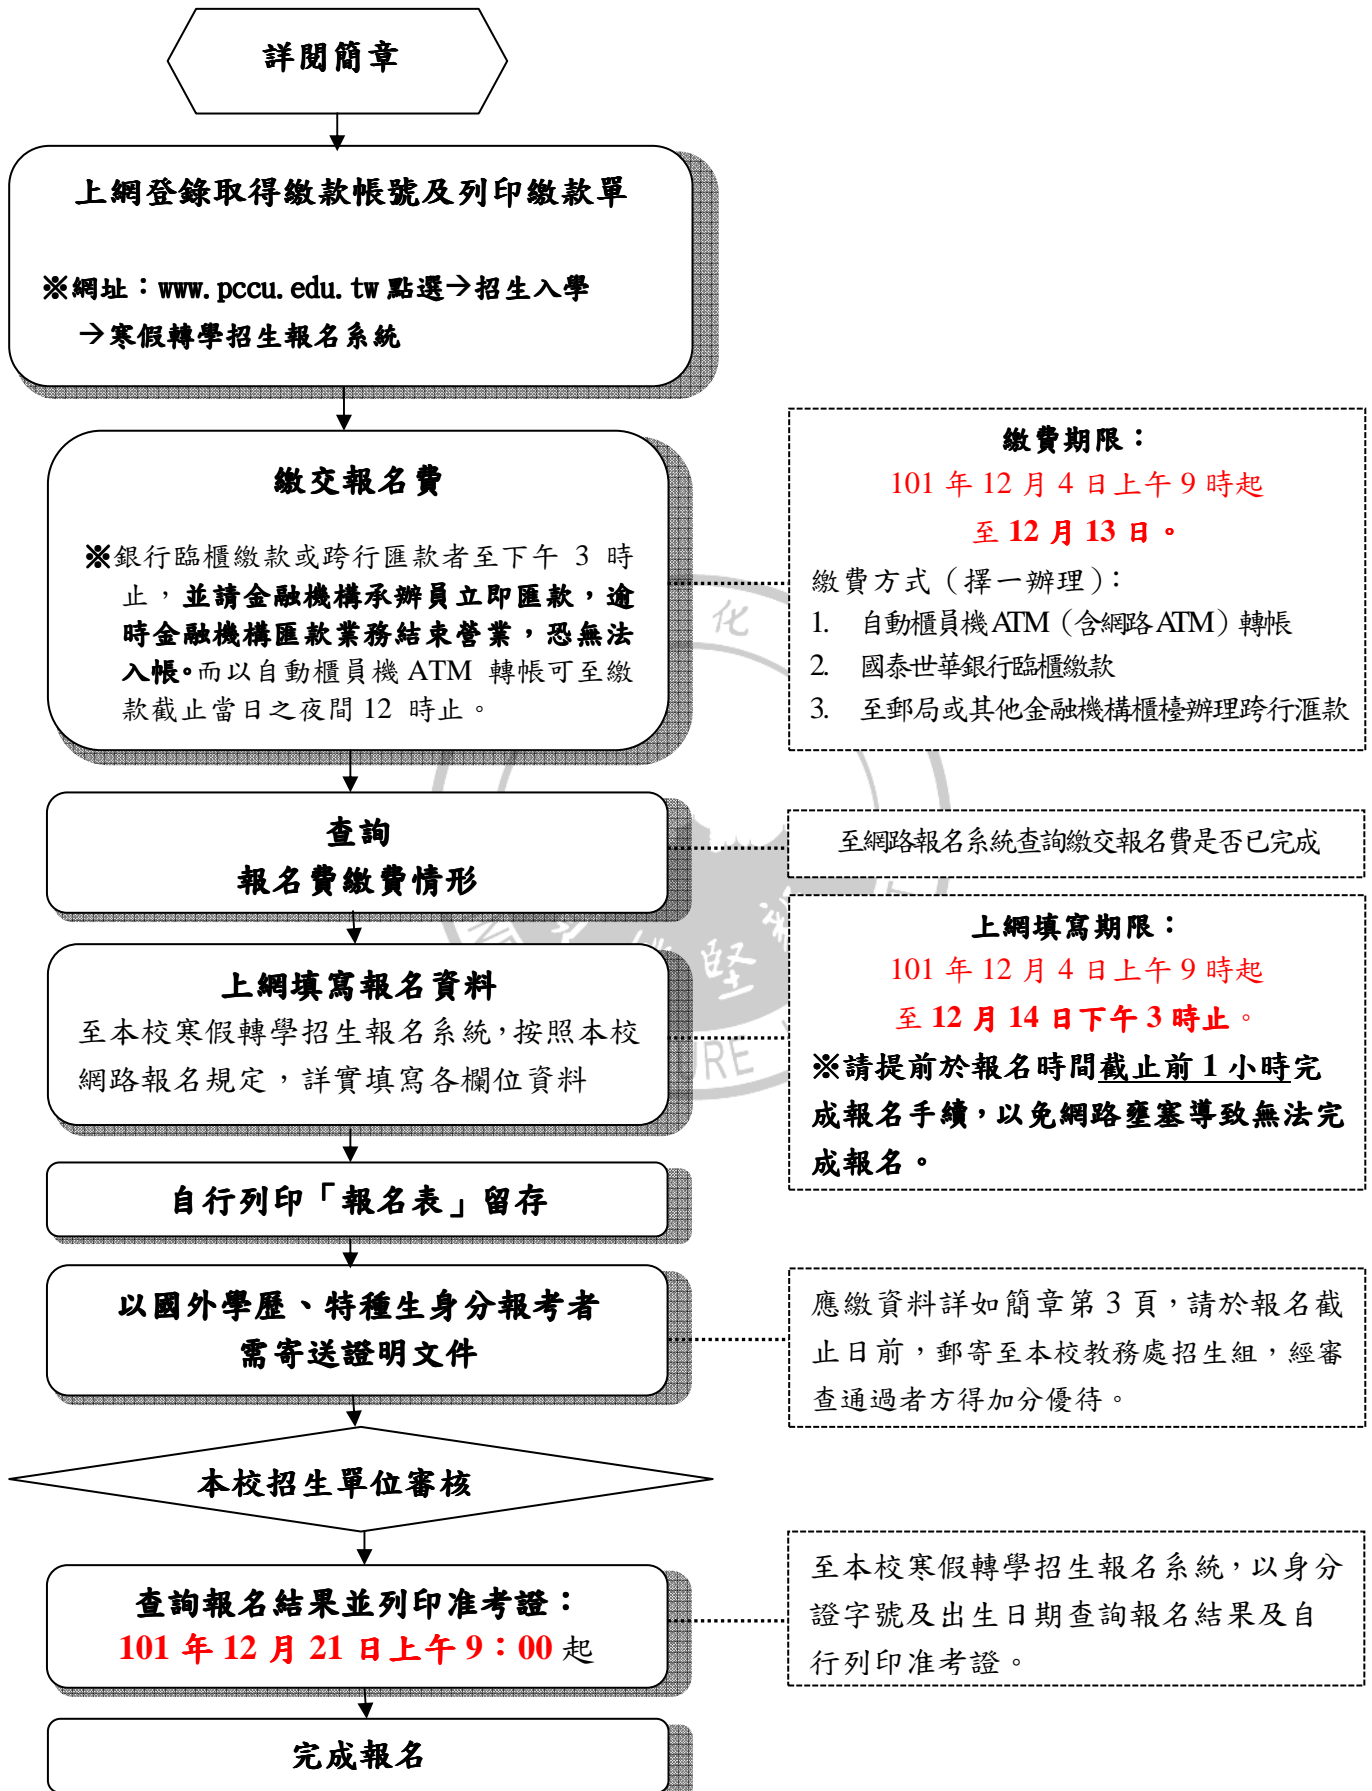 詳閱簡章
上網登錄取得繳款帳號及列印繳款單
※網址：www.pccu.edu.tw 點選→招生入學
→寒假轉學招生報名系統
繳交報名費
※銀行臨櫃繳款或跨行匯款者至下午 3 時
止，並請金融機構承辦員立即匯款，逾
時金融機構匯款業務結束營業，恐無法
入帳。而以自動櫃員機 ATM 轉帳可至繳
款截止當日之夜間 12 時止。
繳費期限：
101 年 12 月 4 日上午 9 時起
至 12 月 13 日。
繳費方式（擇一辦理）：
1. 自動櫃員機 ATM（含網路 ATM）轉帳
2. 國泰世華銀行臨櫃繳款
3. 至郵局或其他金融機構櫃檯辦理跨行滙款
化
查詢
報名費繳費情形
至網路報名系統查詢繳交報名費是否已完成
上網填寫報名資料
至本校寒假轉學招生報名系統，按照本校
網路報名規定，詳實填寫各欄位資料
上網填寫期限：
101 年 12 月 4 日上午 9 時起
至 12 月 14 日下午 3 時止。
※請提前於報名時間截止前 1 小時完
成報名手續，以免網路壅塞導致無法完
成報名。
堅
URE
自行列印「報名表」留存
以國外學歷、特種生身分報考者
需寄送證明文件
應繳資料詳如簡章第 3 頁，請於報名截
止日前，郵寄至本校教務處招生組，經審
查通過者方得加分優待。
本校招生單位審核
查詢報名結果並列印准考證：
101 年 12 月 21 日上午 9：00 起
至本校寒假轉學招生報名系統，以身分
證字號及出生日期查詢報名結果及自
行列印准考證。
完成報名